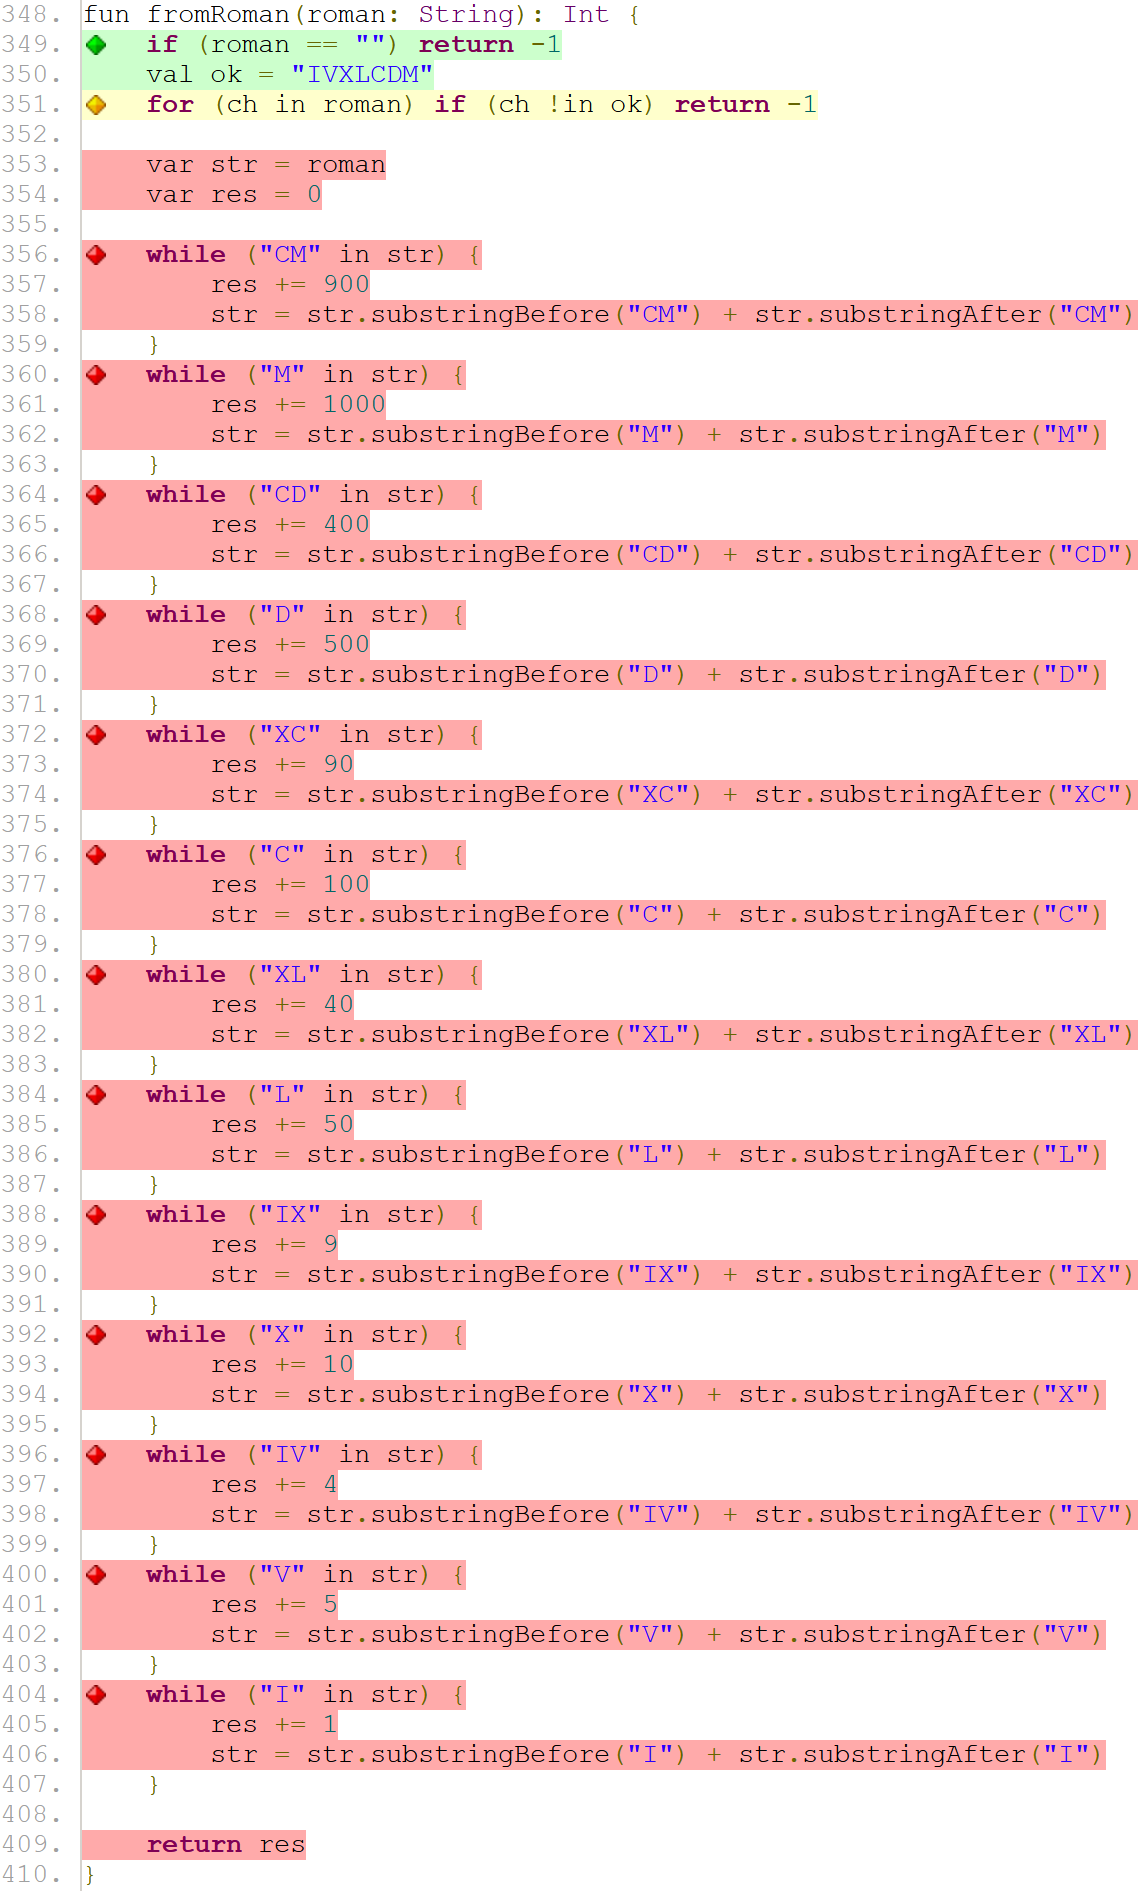 348. fun fromRoman(roman: String): Int {
349.     if (roman == "") return -1
350.     val ok = "IVXLCDM"
351.     for (ch in roman) if (ch !in ok) return -1
352.
353.     var str = roman
354.     var res = 0
355.
356.     while ("CM" in str) {
357.         res += 900
358.         str = str.substringBefore("CM") + str.substringAfter("CM")
359.     }
360.     while ("M" in str) {
361.         res += 1000
362.         str = str.substringBefore("M") + str.substringAfter("M")
363.     }
364.     while ("CD" in str) {
365.         res += 400
366.         str = str.substringBefore("CD") + str.substringAfter("CD")
367.     }
368.     while ("D" in str) {
369.         res += 500
370.         str = str.substringBefore("D") + str.substringAfter("D")
371.     }
372.     while ("XC" in str) {
373.         res += 90
374.         str = str.substringBefore("XC") + str.substringAfter("XC")
375.     }
376.     while ("C" in str) {
377.         res += 100
378.         str = str.substringBefore("C") + str.substringAfter("C")
379.     }
380.     while ("XL" in str) {
381.         res += 40
382.         str = str.substringBefore("XL") + str.substringAfter("XL")
383.     }
384.     while ("L" in str) {
385.         res += 50
386.         str = str.substringBefore("L") + str.substringAfter("L")
387.     }
388.     while ("IX" in str) {
389.         res += 9
390.         str = str.substringBefore("IX") + str.substringAfter("IX")
391.     }
392.     while ("X" in str) {
393.         res += 10
394.         str = str.substringBefore("X") + str.substringAfter("X")
395.     }
396.     while ("IV" in str) {
397.         res += 4
398.         str = str.substringBefore("IV") + str.substringAfter("IV")
399.     }
400.     while ("V" in str) {
401.         res += 5
402.         str = str.substringBefore("V") + str.substringAfter("V")
403.     }
404.     while ("I" in str) {
405.         res += 1
406.         str = str.substringBefore("I") + str.substringAfter("I")
407.     }
408.
409.     return res
410. }